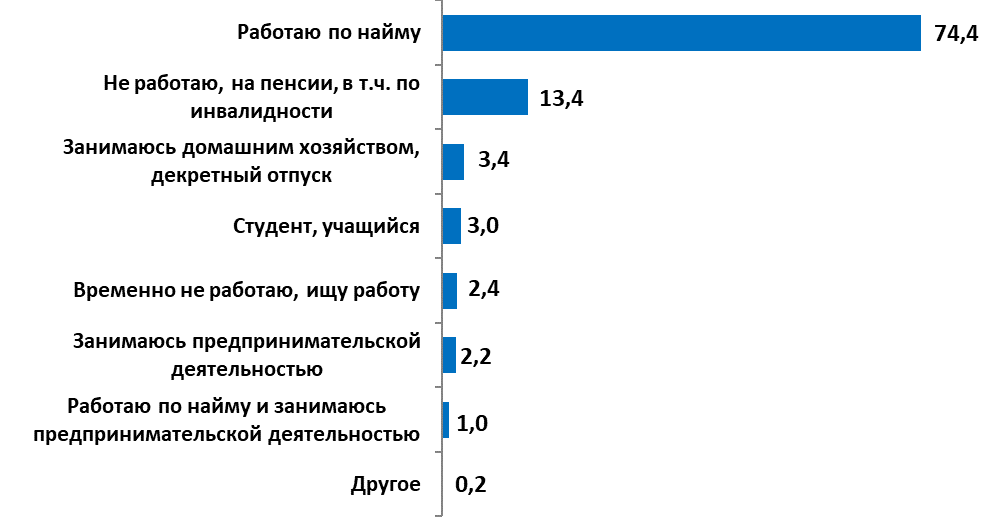 Работаю по найму
74,4
Не работаю, на пенсии, в т.ч. по
инвалидности
13,4
Занимаюсь домашним хозяйством,
декретный отпуск
3,4
Студент, учащийся
3,0
Временно не работаю, ищу работу
2,4
Занимаюсь предпринимательской
деятельностью
2,2
Работаю по найму и занимаюсь
предпринимательской деятельностью
1,0
Другое
0,2